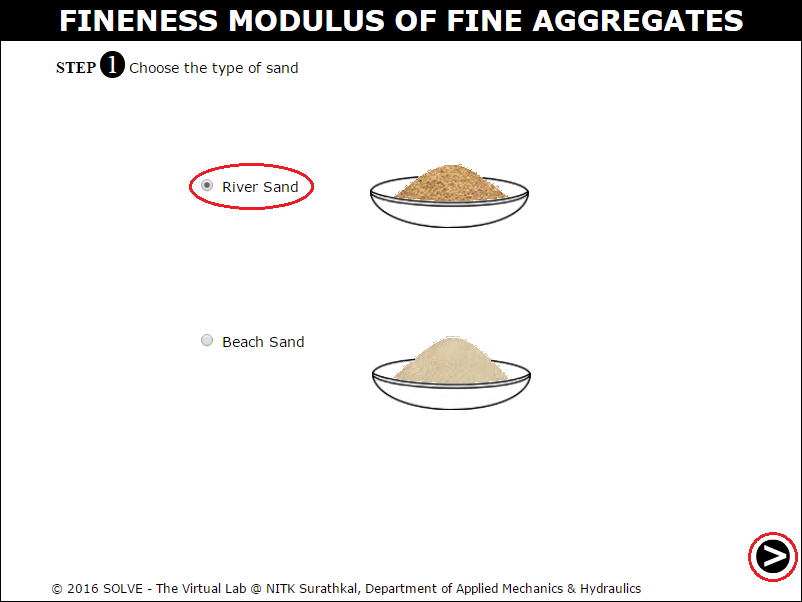 FINENESS MODULUS OF FINE AGGREGATES
STEP 1 Choose the type of sand
River Sand
Beach Sand
>
© 2016 SOLVE - The Virtual Lab @ NITK Surathkal, Department of Applied Mechanics & Hydraulics